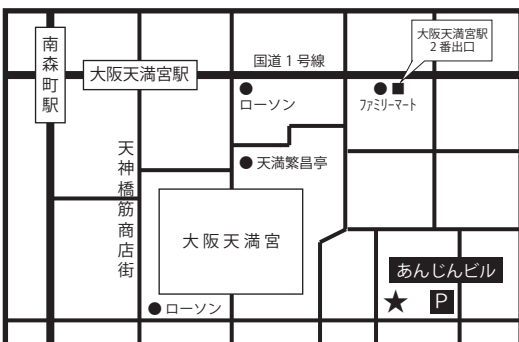 大阪天満宮駅
2番出口
国道1号線
南森町駅
大阪天満宮駅
ローソン
ファミリーマート
天満繁昌亭
天神橋筋商店街
大阪天満宮
あんじんビル
P
ローソン